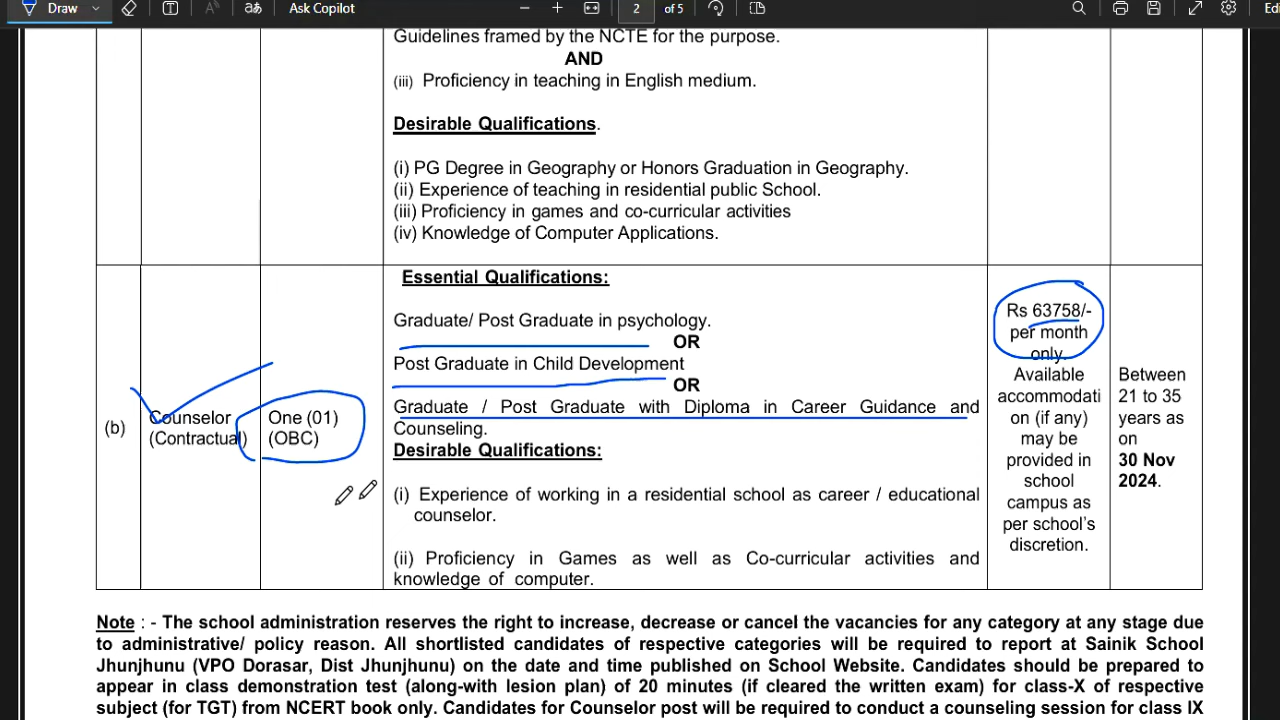 Draw
Ask Copilot
2 of 5
Edi
Guidelines framed by the NCTE for the purpose.
AND
(iii) Proficiency in teaching in English medium.
Desirable Qualifications.
(i) PG Degree in Geography or Honors Graduation in Geography.
(ii) Experience of teaching in residential public School.
(iii) Proficiency in games and co-curricular activities
(iv) Knowledge of Computer Applications.
(b)
Counselor
(Contractual)
One (01)
(OBC)
Essential Qualifications:
Graduate/ Post Graduate in psychology.
OR
Post Graduate in Child Development
OR
Graduate / Post Graduate with Diploma in Career Guidance and
Counseling.
Desirable Qualifications:
(i) Experience of working in a residential school as career / educational
counselor.
(ii) Proficiency in Games as well as Co-curricular activities and
knowledge of computer.
Rs 63758/-
per month
only.
Available
accommodati
on (if any)
may be
provided in
school
campus as
per school's
discretion.
Between
21 to 35
years as
on
30 Nov
2024.
Note : - The school administration reserves the right to increase, decrease or cancel the vacancies for any category at any stage due
to administrative/ policy reason. All shortlisted candidates of respective categories will be required to report at Sainik School
Jhunjhunu (VPO Dorasar, Dist Jhunjhunu) on the date and time published on School Website. Candidates should be prepared to
appear in class demonstration test (along-with lesion plan) of 20 minutes (if cleared the written exam) for class-X of respective
subject (for TGT) from NCERT book only. Candidates for Counselor post will be required to conduct a counseling session for class IX